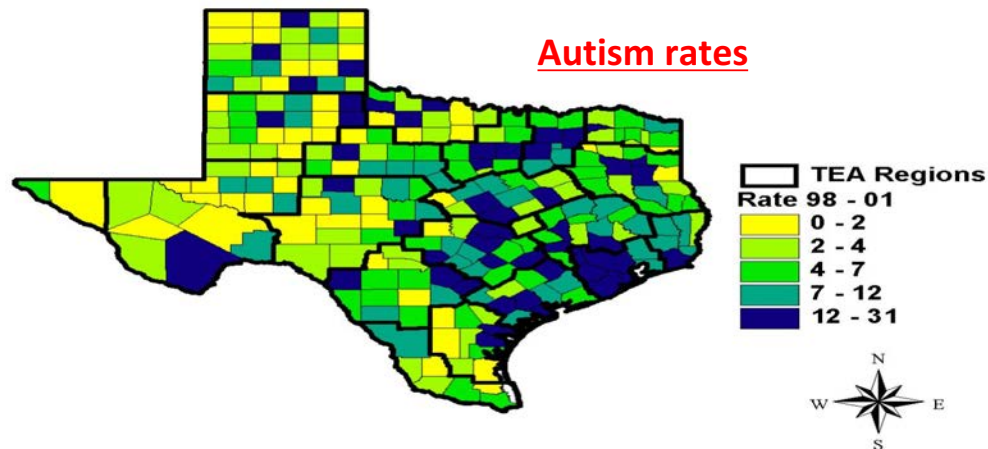 Autism rates
TEA Regions
Rate 98 - 01
0 - 2
2 - 4
4 - 7
7 - 12
12 - 31
N
W E
S